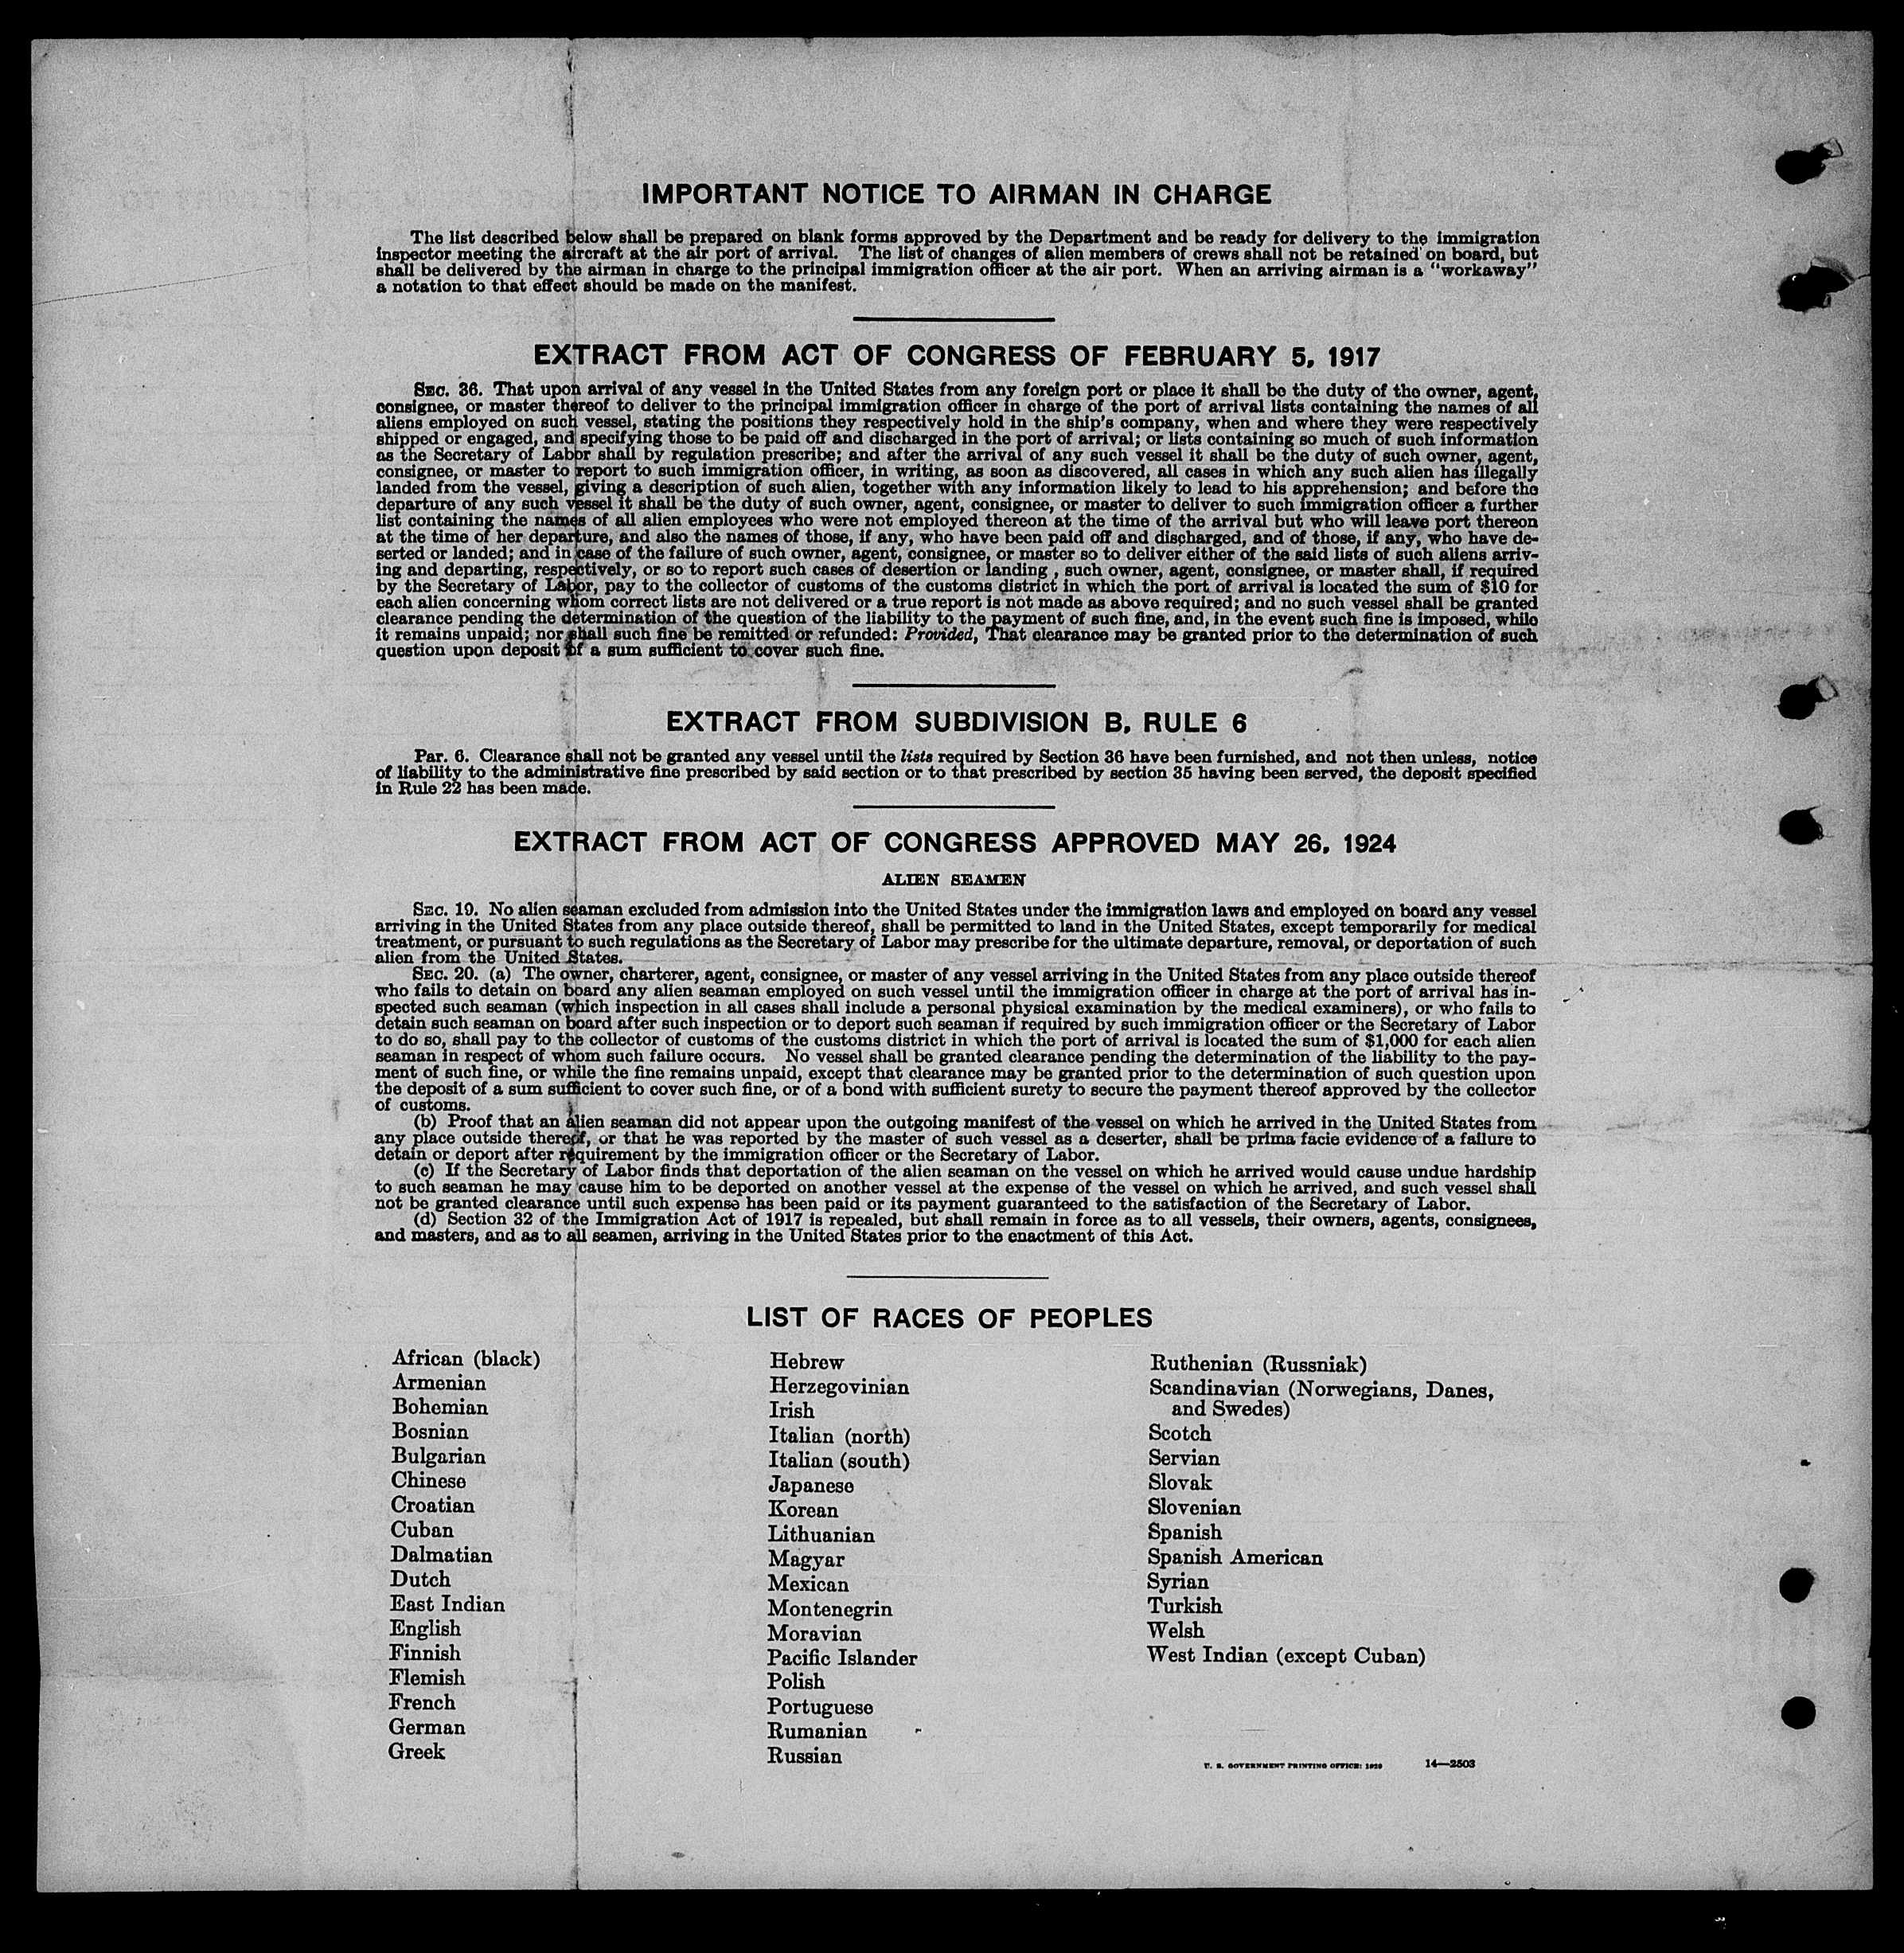 IMPORTANT NOTICE TO AIRMAN IN CHARGE
The list described below shall be prepared on blank forms approved by the Department and be ready for delivery to the immigration
inspector meeting the aircraft at the air port of arrival. The list of changes of alien members of crews shall not be retained on board, but
shall be delivered by the airman in charge to the principal immigration officer at the air port. When an arriving airman is a "workaway"
a notation to that effect should be made on the manifest.
EXTRACT FROM ACT OF CONGRESS OF FEBRUARY 5, 1917
SEC. 36. That upon arrival of any vessel in the United States from any foreign port or place it shall be the duty of the owner, agent,
consignee, or master thereof to deliver to the principal immigration officer in charge of the port of arrival lists containing the names of all
aliens employed on such vessel, stating the positions they respectively hold in the ship's company, when and where they were respectively
shipped or engaged, and specifying those to be paid off and discharged in the port of arrival; or lists containing so much of such information
as the Secretary of Labor shall by regulation prescribe; and after the arrival of any such vessel it shall be the duty of such owner, agent,
consignee, or master to report to such immigration officer, in writing, as soon as discovered, all cases in which any such alien has illegally
landed from the vessel, giving a description of such alien, together with any information likely to lead to his apprehension; and before the
departure of any such vessel it shall be the duty of such owner, agent, consignee, or master to deliver to such immigration officer a further
list containing the names of all alien employees who were not employed thereon at the time of the arrival but who will leave port thereon
at the time of her departure, and also the names of those, if any, who have been paid off and discharged, and of those, if any, who have de-
serted or landed; and in case of the failure of such owner, agent, consignee, or master so to deliver either of the said lists of such aliens arriv-
ing and departing, respectively, or so to report such cases of desertion or landing , such owner, agent, consignee, or master shall, if required
by the Secretary of Labor, pay to the collector of customs of the customs district in which the port of arrival is located the sum of $10 for
each alien concerning whom correct lists are not delivered or a true report is not made as above required; and no such vessel shall be granted
clearance pending the determination of the question of the liability to the payment of such fine, and, in the event such fine is imposed, while
it remains unpaid; nor shall such fine be remitted or refunded: Provided, That clearance may be granted prior to the determination of such
question upon deposit of a sum sufficient to cover such fine.
EXTRACT FROM SUBDIVISION B, RULE 6
Par. 6. Clearance shall not be granted any vessel until the lists required by Section 36 have been furnished, and not then unless, notice
of liability to the administrative fine prescribed by said section or to that prescribed by section 35 having been served, the deposit specified
in Rule 22 has been made.
EXTRACT FROM ACT OF CONGRESS APPROVED MAY 26, 1924
ALIEN SEAMEN
SEC. 19. No alien seaman excluded from admission into the United States under the immigration laws and employed on board any vessel
arriving in the United States from any place outside thereof, shall be permitted to land in the United States, except temporarily for medical
treatment, or pursuant to such regulations as the Secretary of Labor may prescribe for the ultimate departure, removal, or deportation of such
alien from the United States.
SEC. 20. (a) The owner, charterer, agent, consignee, or master of any vessel arriving in the United States from any place outside thereof
who fails to detain on board any alien seaman employed on such vessel until the immigration officer in charge at the port of arrival has in-
spected such seaman (which inspection in all cases shall include a personal physical examination by the medical examiners), or who fails to
detain such seaman on board after such inspection or to deport such seaman if required by such immigration officer or the Secretary of Labor
to do so, shall pay to the collector of customs of the customs district in which the port of arrival is located the sum of $1,000 for each alien
seaman in respect of whom such failure occurs. No vessel shall be granted clearance pending the determination of the liability to the pay-
ment of such fine, or while the fine remains unpaid, except that clearance may be granted prior to the determination of such question upon
the deposit of a sum sufficient to cover such fine, or of a bond with sufficient surety to secure the payment thereof approved by the collector
of customs.
(b) Proof that an alien seaman did not appear upon the outgoing manifest of the vessel on which he arrived in the United States from
any place outside thereof, or that he was reported by the master of such vessel as a deserter, shall be prima facie evidence of a failure to
detain or deport after requirement by the immigration officer or the Secretary of Labor.
(c) If the Secretary of Labor finds that deportation of the alien seaman on the vessel on which he arrived would cause undue hardship
to such seaman he may cause him to be deported on another vessel at the expense of the vessel on which he arrived, and such vessel shall
not be granted clearance until such expense has been paid or its payment guaranteed to the satisfaction of the Secretary of Labor.
(d) Section 32 of the Immigration Act of 1917 is repealed, but shall remain in force as to all vessels, their owners, agents, consignees,
and masters, and as to all seamen, arriving in the United States prior to the enactment of this Act.
LIST OF RACES OF PEOPLES
African (black)
Armenian
Bohemian
Bosnian
Bulgarian
Chinese
Croatian
Cuban
Dalmatian
Dutch
East Indian
English
Finnish
Flemish
French
German
Greek
Hebrew
Herzegovinian
Irish
Italian (north)
Italian (south)
Japanese
Korean
Lithuanian
Magyar
Mexican
Montenegrin
Moravian
Pacific Islander
Polish
Portuguese
Rumanian
Russian
Ruthenian (Russniak)
Scandinavian (Norwegians, Danes,
and Swedes)
Scotch
Servian
Slovak
Slovenian
Spanish
Spanish American
Syrian
Turkish
Welsh
West Indian (except Cuban)
U. S. GOVERNMENT PRINTING OFFICE:
14—2503